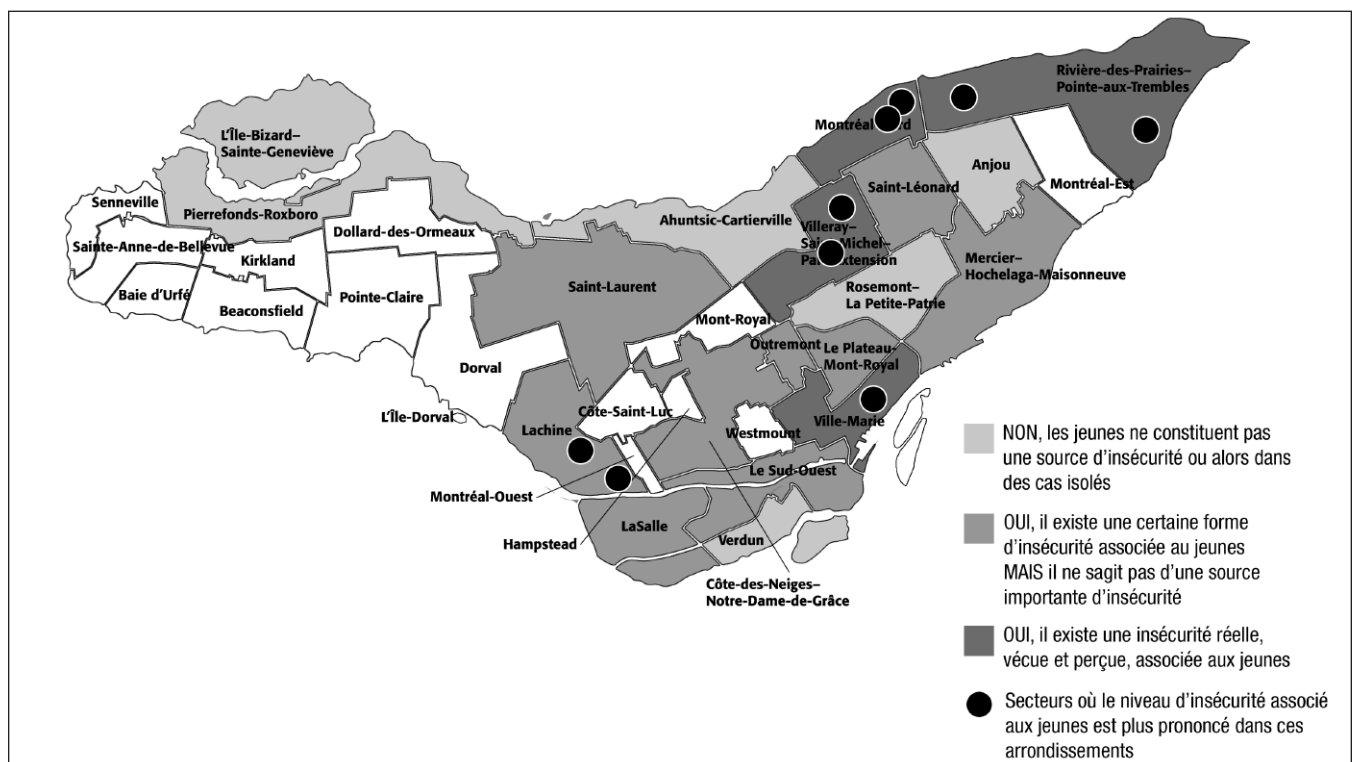 Rivière-des-Prairies–
Pointe-aux-Trembles
L'Île-Bizard–
Sainte-Geneviève
Montréal-Nord
Anjou
Montréal-Est
Saint-Léonard
Senneville
Pierrefonds-Roxboro
Ahuntsic-Cartierville
Dollard-des-Ormeaux
Villeray–
Saint-Michel–
Parc-Extension
Sainte-Anne-de-Bellevue
Kirkland
Mercier–
Hochelaga-Maisonneuve
Baie d'Urfé
Beaconsfield
Pointe-Claire
Saint-Laurent
Rosemont–
La Petite-Patrie
Mont-Royal
Outremont
Le Plateau-
Mont-Royal
Dorval
L'Île-Dorval
Côte-Saint-Luc
Lachine
Westmount
Ville-Marie
Le Sud-Ouest
Montréal-Ouest
LaSalle
Verdun
Hampstead
Côte-des-Neiges–
Notre-Dame-de-Grâce
NON, les jeunes ne constituent pas
une source d'insécurité ou alors dans
des cas isolés
OUI, il existe une certaine forme
d'insécurité associée au jeunes
MAIS il ne sagit pas d'une source
importante d'insécurité
OUI, il existe une insécurité réelle,
vécue et perçue, associée aux jeunes
Secteurs où le niveau d'insécurité associé
aux jeunes est plus prononcé dans ces
arrondissements